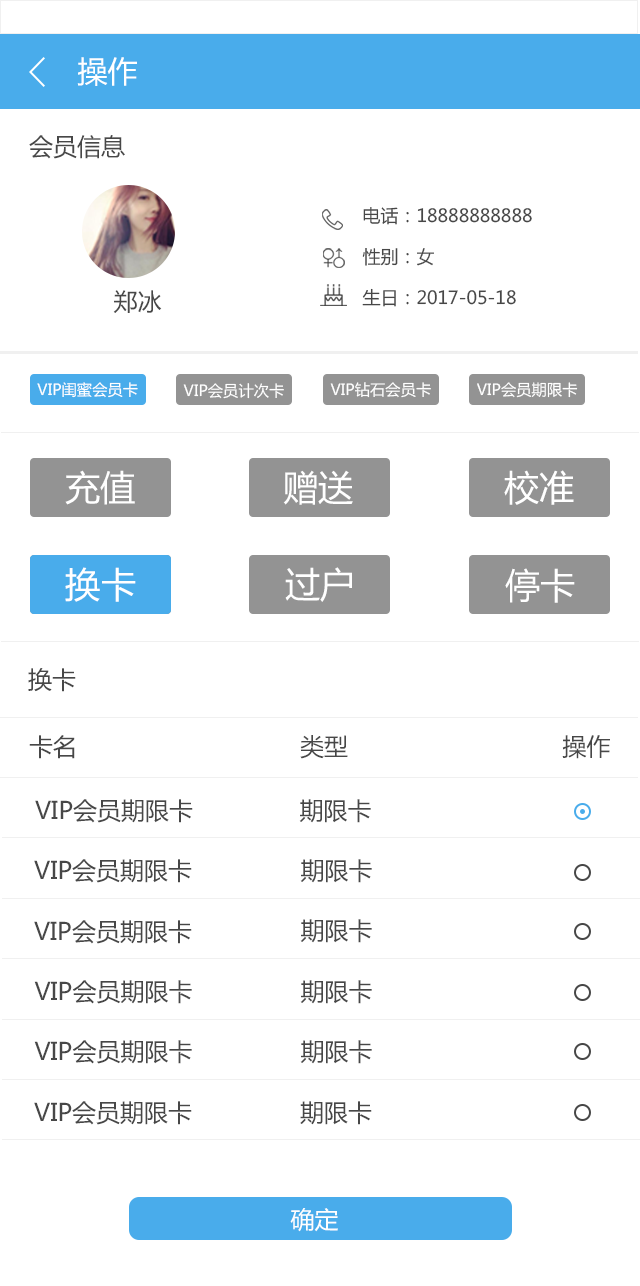 操作
会员信息
郑冰
电话：18888888888
性别：女
生日：2017-05-18
VIP闺蜜会员卡 VIP会员计次卡 VIP钻石会员卡 VIP会员期限卡
充值 赠送 校准
换卡 过户 停卡
换卡
卡名 类型 操作
VIP会员期限卡 期限卡
VIP会员期限卡 期限卡
VIP会员期限卡 期限卡
VIP会员期限卡 期限卡
VIP会员期限卡 期限卡
VIP会员期限卡 期限卡
确定